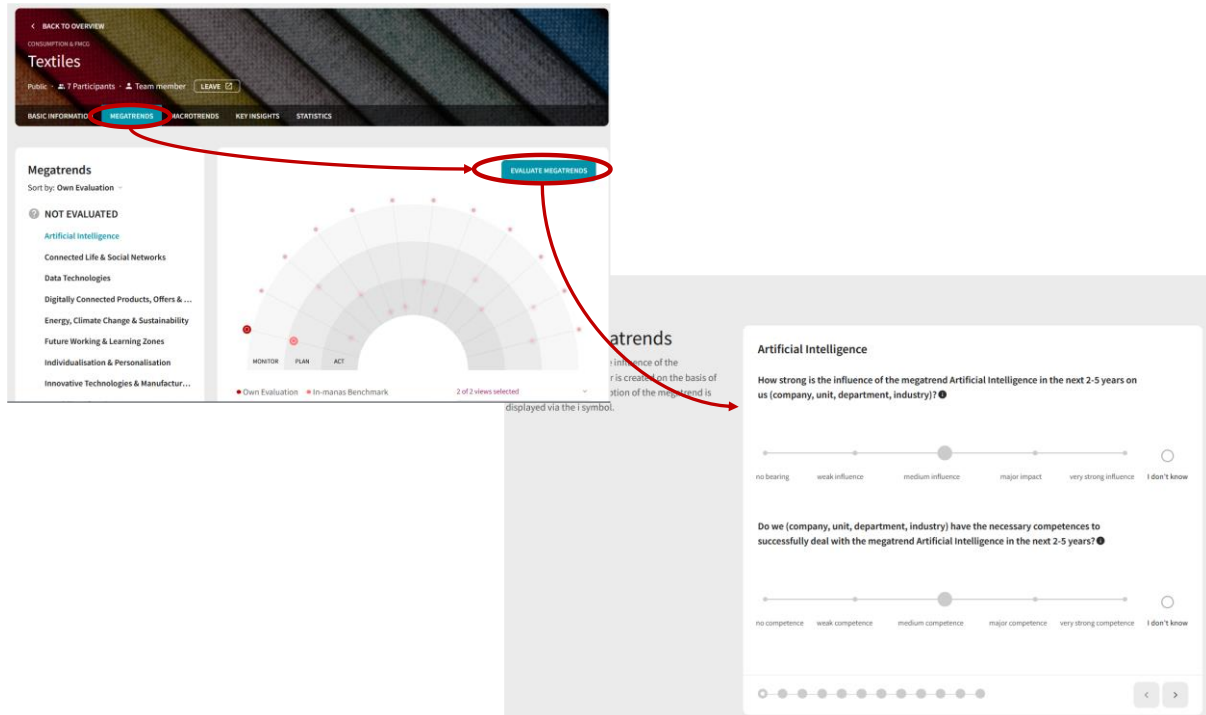 BACK TO OVERVIEW
CONSUMPTION & FMCG
Textiles
Public · 7 Participants · Team member LEAVE
BASIC INFORMATIO MEGATRENDS MACROTRENDS KEY INSIGHTS STATISTICS
Megatrends
Sort by: Own Evaluation
NOT EVALUATED
Artificial Intelligence
Connected Life & Social Networks
Data Technologies
Digitally Connected Products, Offers & ...
Energy, Climate Change & Sustainability
Future Working & Learning Zones
Individualisation & Personalisation
Innovative Technologies & Manufactur...
EVALUATE MEGATRENDS
MONITOR PLAN ACT
Own Evaluation In-manas Benchmark 2 of 2 views selected
atrends
influence of the
r is created on the basis of
ption of the megatrend is
displayed via the i symbol.
Artificial Intelligence
How strong is the influence of the megatrend Artificial Intelligence in the next 2-5 years on
us (company, unit, department, industry)?
no bearing weak influence medium influence major impact very strong influence I don't know
Do we (company, unit, department, industry) have the necessary competences to
successfully deal with the megatrend Artificial Intelligence in the next 2-5 years?
no competence weak competence medium competence major competence very strong competence I don't know